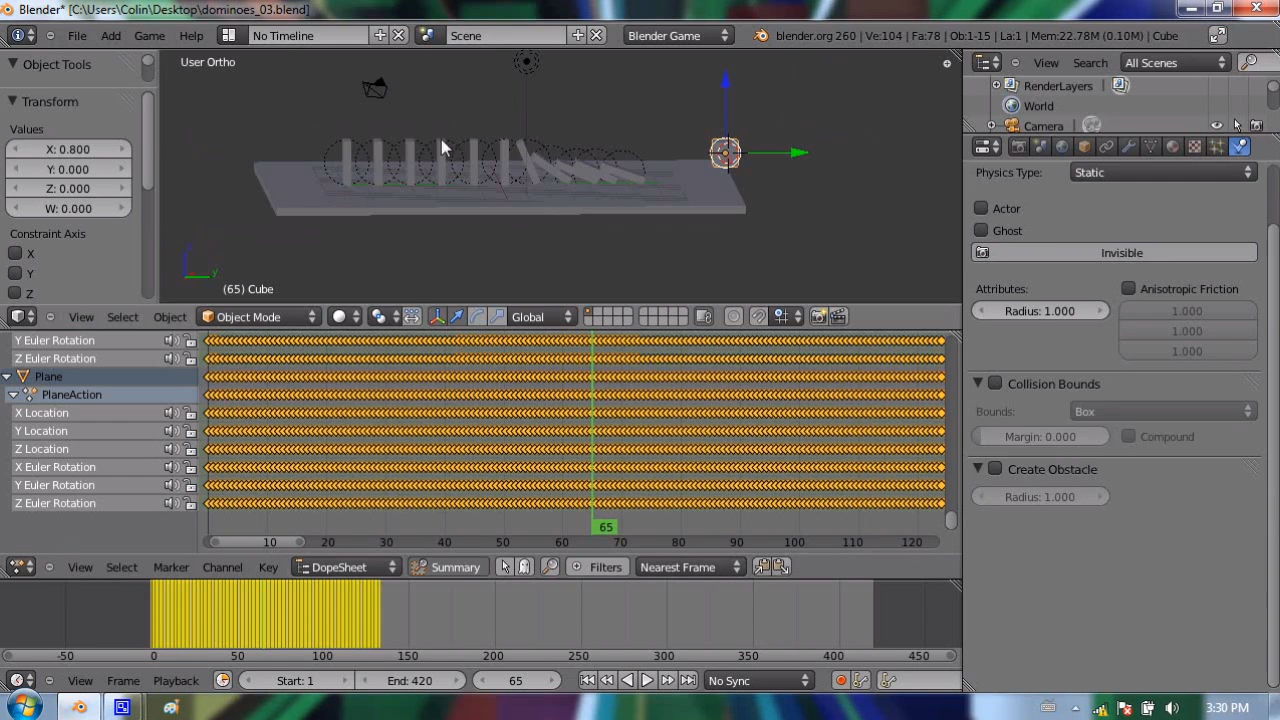 Blender* [C:\Users\Colin\Desktop\dominoes_03.blend]
File Add Game Help No Timeline Scene Blender Game blender.org 260 | Ve:104 | Fa:78 | Ob:1-15 | La:1 | Mem:22.78M (0.10M) | Cube
Object Tools
Transform
Values
X: 0.800
Y: 0.000
Z: 0.000
W: 0.000
Constraint Axis
X
Y
Z
User Ortho
z
y
(65) Cube
View Search All Scenes
RenderLayers
World
Camera
Physics Type: Static
Actor
Ghost
Invisible
Attributes: Anisotropic Friction
Radius: 1.000 1.000
1.000
1.000
Collision Bounds
Bounds: Box
Margin: 0.000 Compound
Create Obstacle
Radius: 1.000
View Select Object Object Mode Global
Y Euler Rotation
Z Euler Rotation
Plane
PlaneAction
X Location
Y Location
Z Location
X Euler Rotation
Y Euler Rotation
Z Euler Rotation
65
10 20 30 40 50 60 70 80 90 100 110 120
View Select Marker Channel Key DopeSheet Summary Filters Nearest Frame
-50 0 50 100 150 200 250 300 350 400 450
View Frame Playback Start: 1 End: 420 65 No Sync
3:30 PM